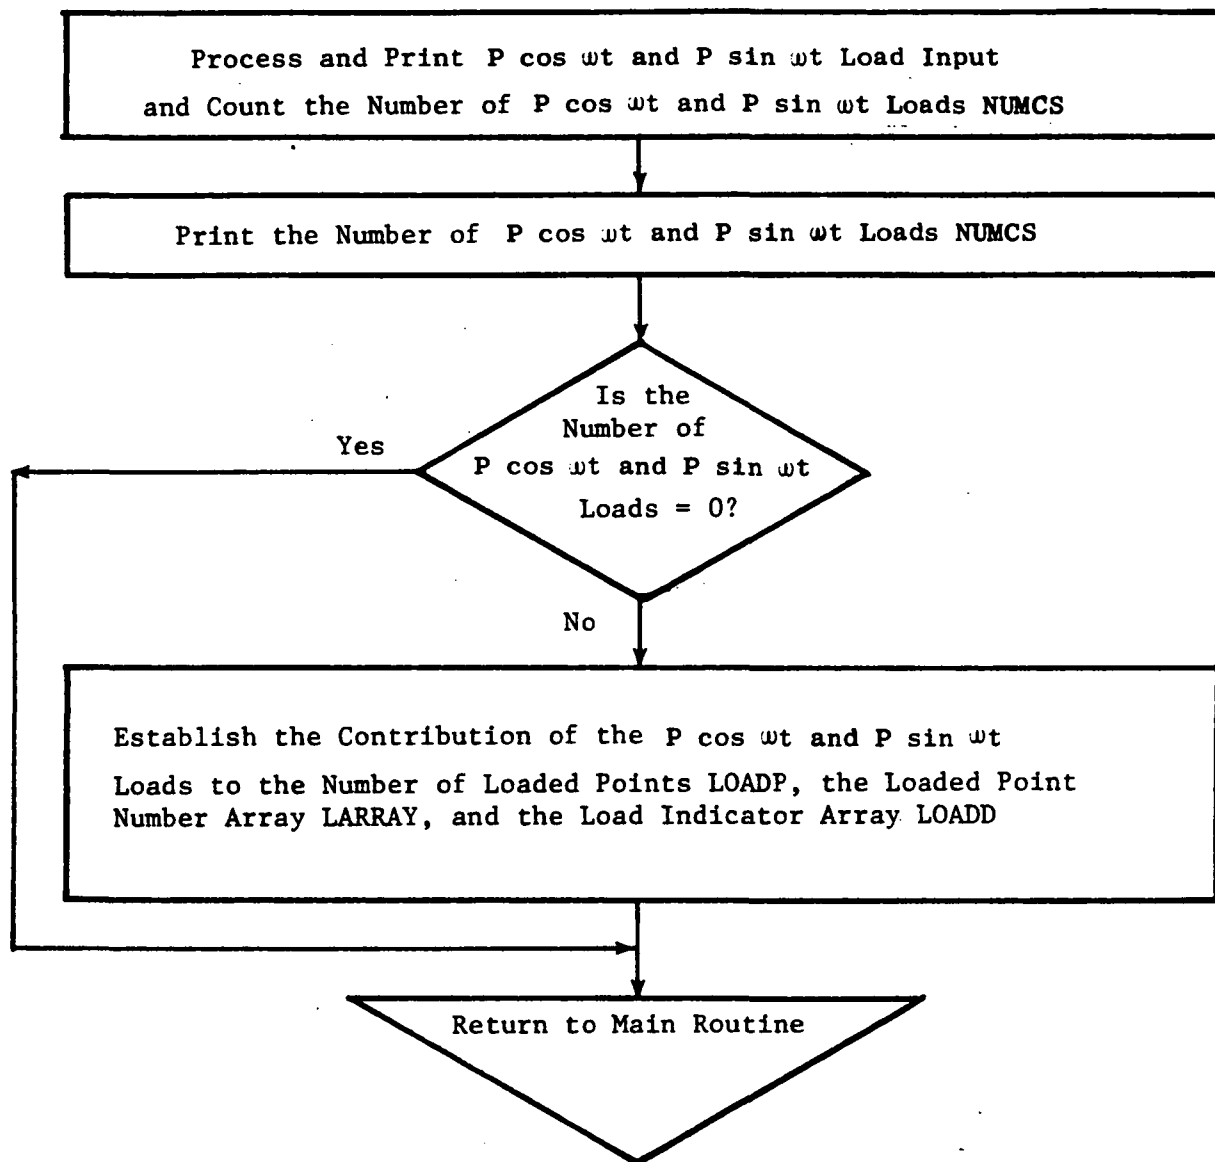 Process and Print P cos ωt and P sin ωt Load Input
and Count the Number of P cos ωt and P sin ωt Loads NUMCS
Print the Number of P cos ωt and P sin ωt Loads NUMCS
Is the
Number of
Yes
P cos ωt and P sin ωt
Loads = 0?
No
Establish the Contribution of the P cos ωt and P sin ωt
Loads to the Number of Loaded Points LOADP, the Loaded Point
Number Array LARRAY, and the Load Indicator Array LOADD
Return to Main Routine